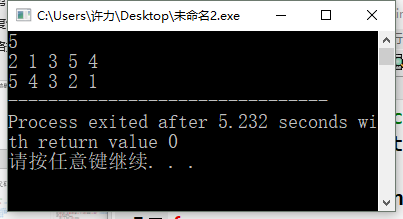 C:\Users\许力\Desktop\未命名2.exe
5
2 1 3 5 4
5 4 3 2 1
--------------------------------
Process exited after 5.232 seconds wi
th return value 0
请按任意键继续. . .